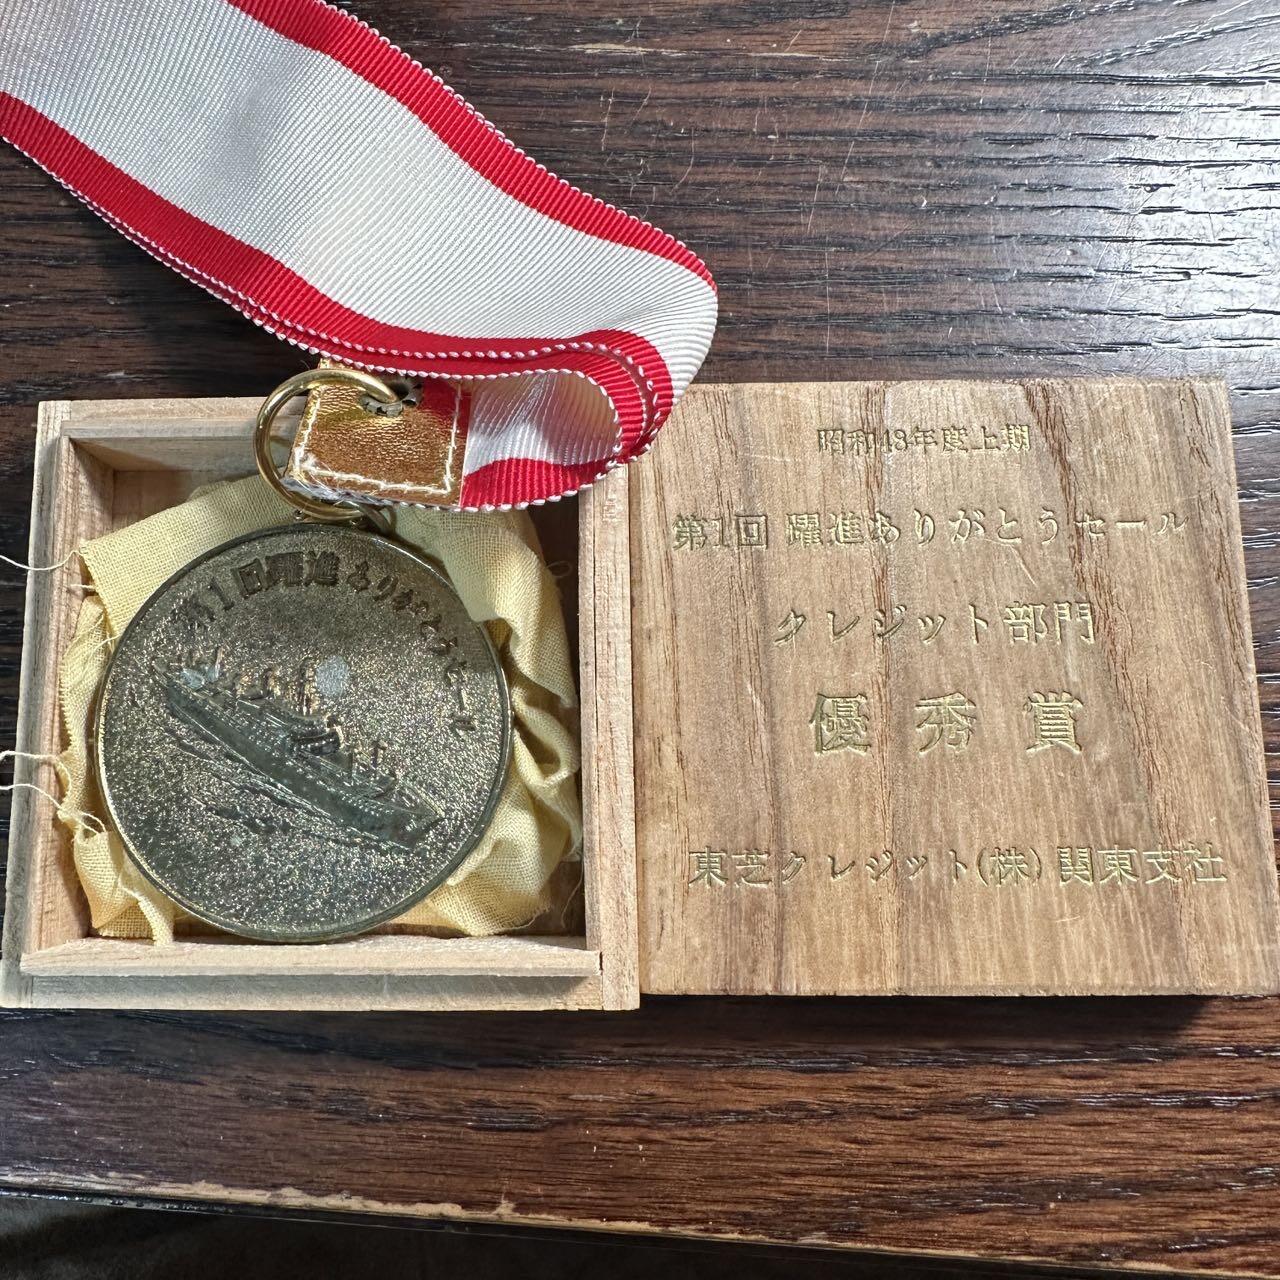 第1回躍進ありがとうセール
昭和48年度上期
第1回 躍進ありがとうセール
クレジット部門
優秀賞
東芝クレジット(株)関東支社